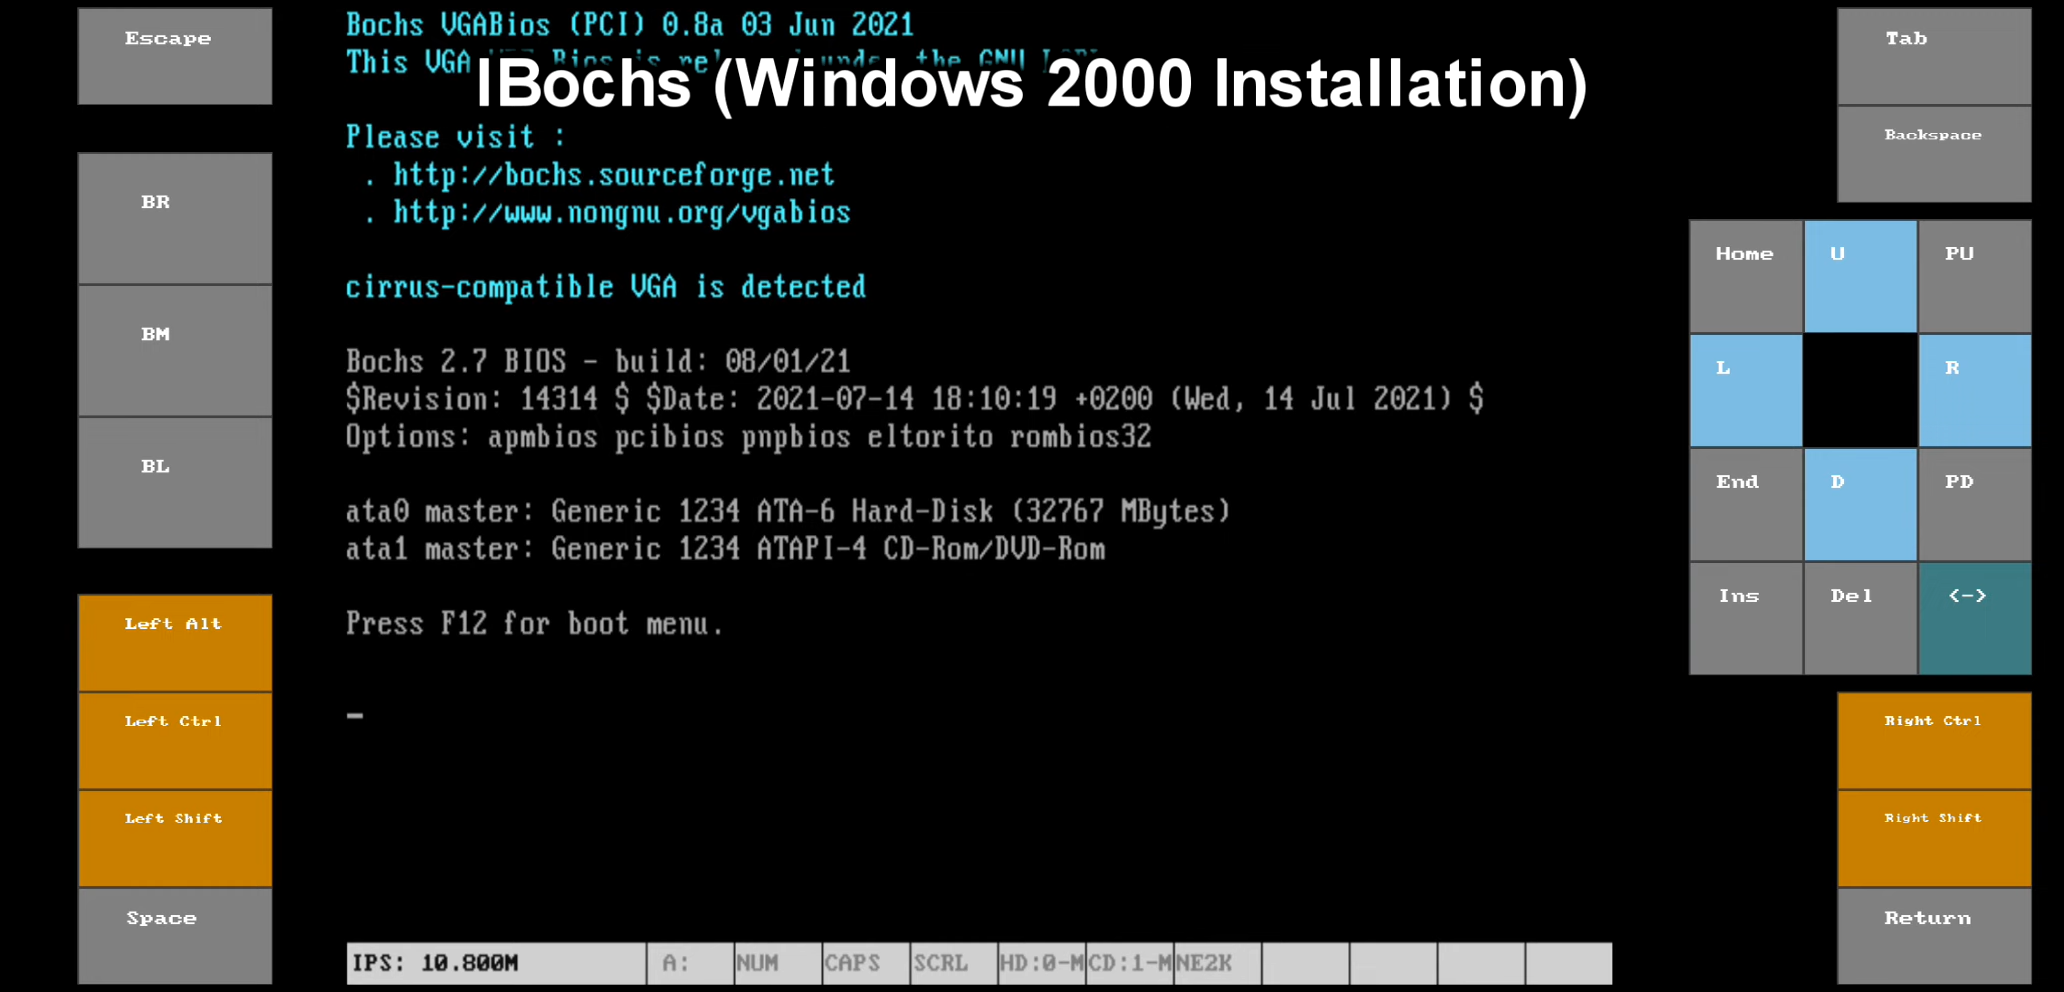 Escape
BR
BM
BL
Left Alt
Left Ctrl
Left Shift
Space
Bochs VGABios (PCI) 0.8a 03 Jun 2021
This VGA
lBochs (Windows 2000 Installation)
Please visit :
. http://bochs.sourceforge.net
. http://www.nongnu.org/vgabios
cirrus-compatible VGA is detected
Bochs 2.7 BIOS - build: 08/01/21
$Revision: 14314 $ $Date: 2021-07-14 18:10:19 +0200 (Wed, 14 Jul 2021) $
Options: apmbios pcibios pnpbios eltorito rombios32
ata0 master: Generic 1234 ATA-6 Hard-Disk (32767 MBytes)
ata1 master: Generic 1234 ATAPI-4 CD-Rom/DVD-Rom
Press F12 for boot menu.
IPS: 10.800M A: NUM CAPS SCRL HD:0-M CD:1-M NE2K
Tab
Backspace
Home U PU
L R
End D PD
Ins Del <->
Right Ctrl
Right Shift
Return